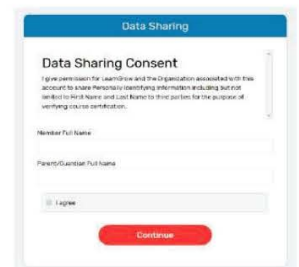 Data Sharing
Data Sharing Consent
I give permission for LearnGrow and the Organization associated with this
account to share Personally Identifying Information including but not
limited to First Name and Last Name to third parties for the purpose of
verifying course certification.
Member Full Name
Parent/Guardian Full Name
I agree
Continue